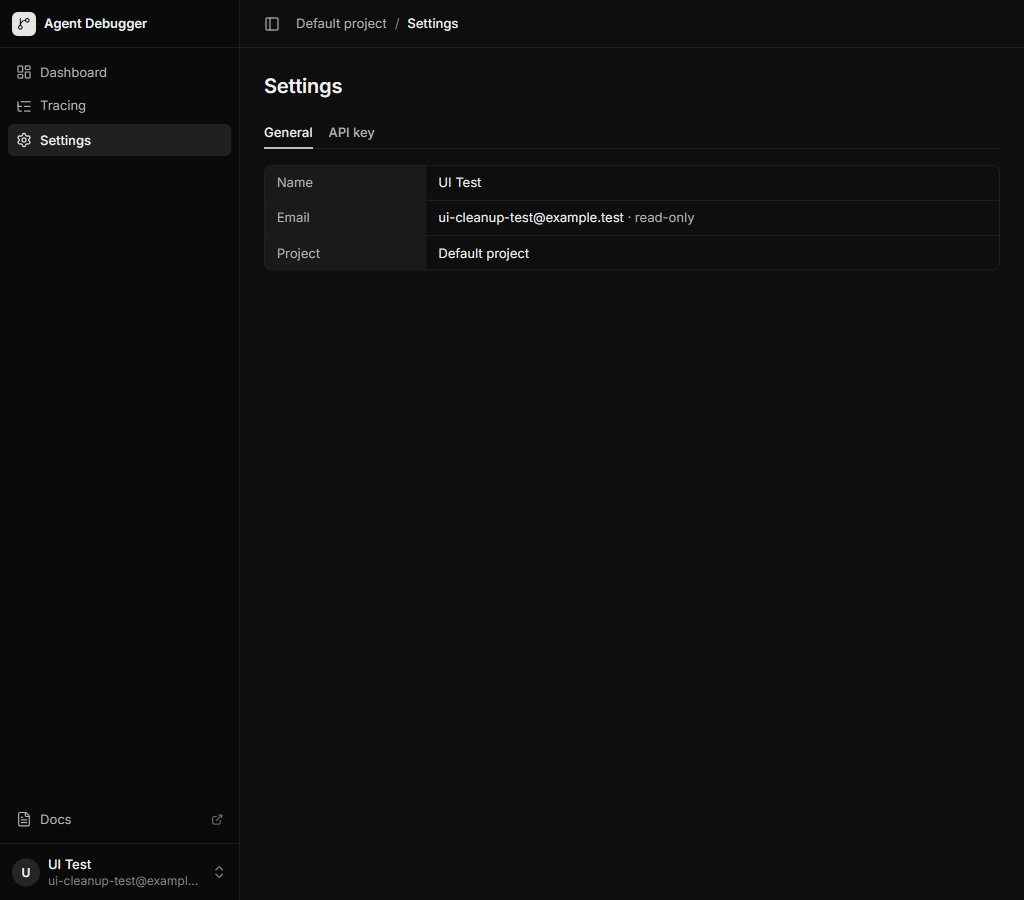 Agent Debugger
Default project / Settings
Dashboard
Tracing
Settings
Settings
General API key
Name UI Test
Email ui-cleanup-test@example.test · read-only
Project Default project
Docs
U
UI Test
ui-cleanup-test@exampl...